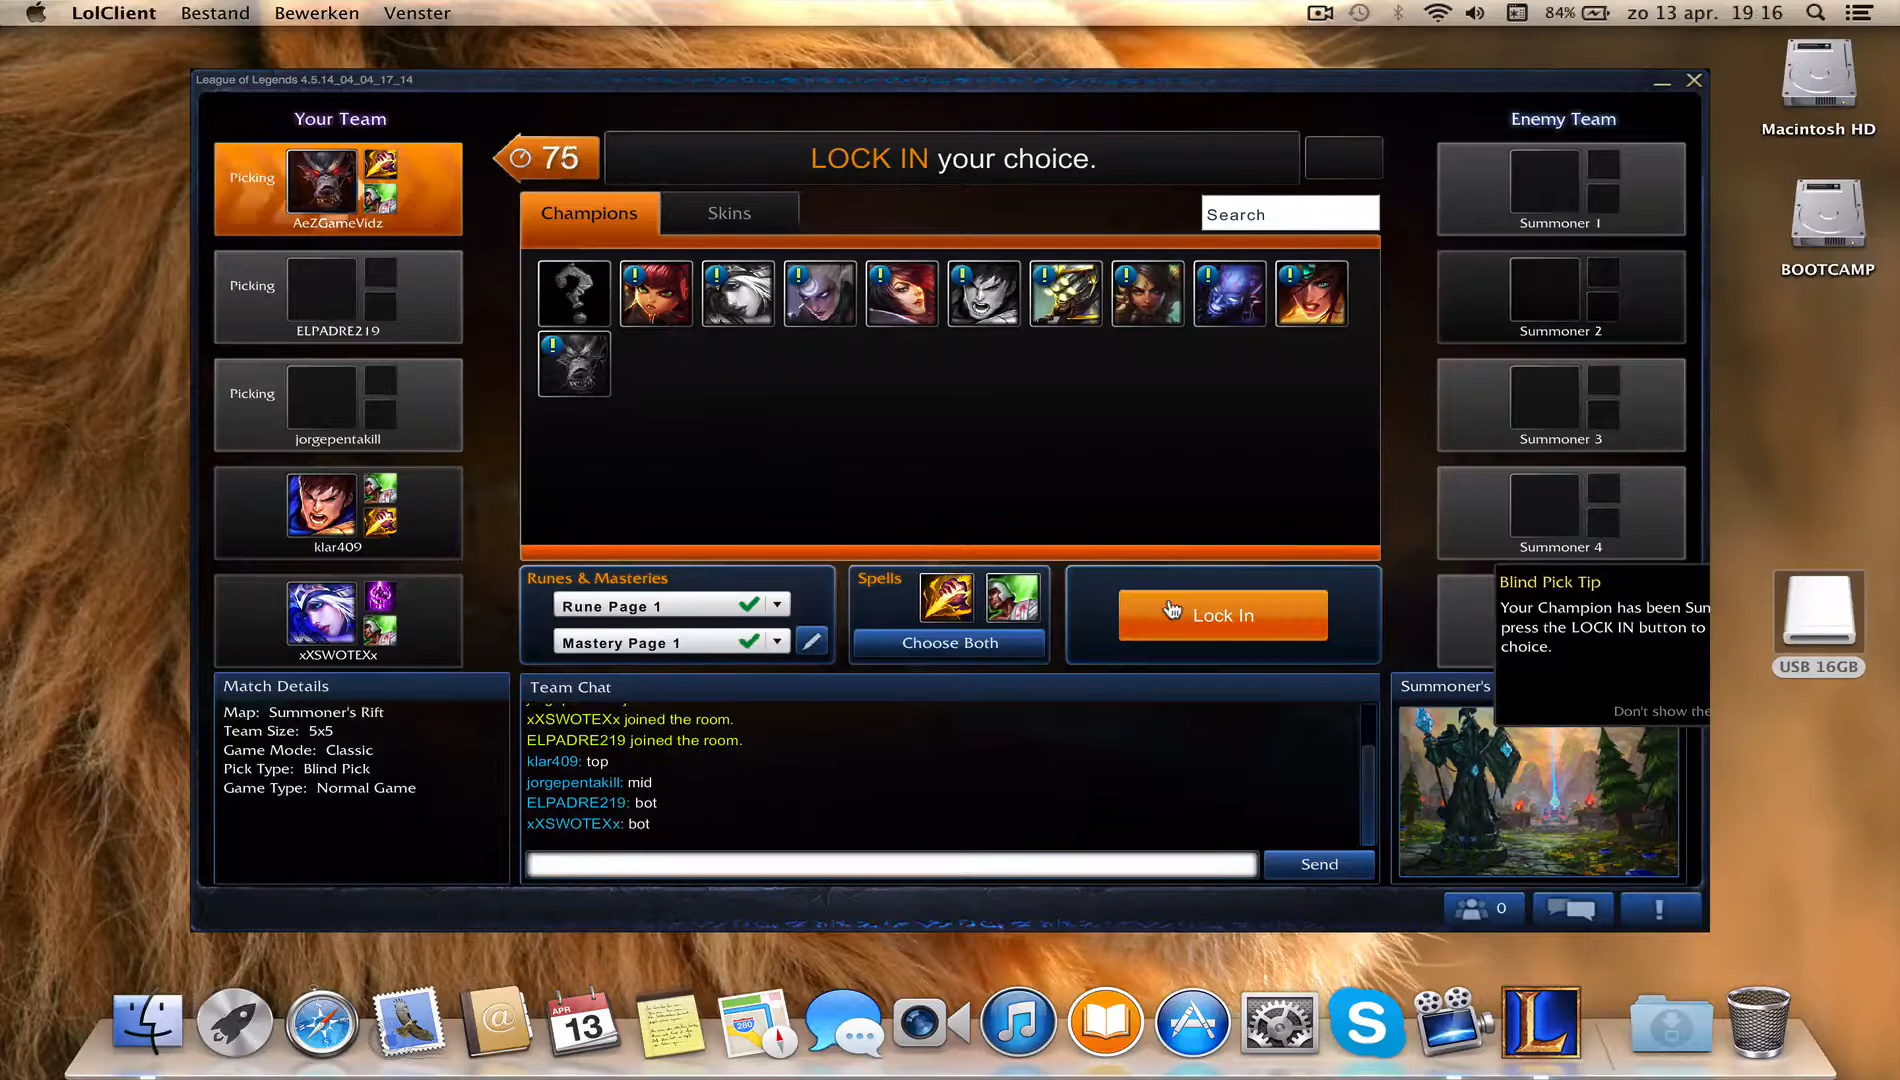 LolClient Bestand Bewerken Venster 84% zo 13 apr. 19:16
League of Legends 4.5.14_04_04_17_14
Macintosh HD
BOOTCAMP
USB 16GB
Your Team
Picking
AeZGameVidz
Picking
ELPADRE219
Picking
jorgepentakill
klar409
xXSWOTEXx
75 LOCK IN your choice.
Champions Skins Search
Enemy Team
Summoner 1
Summoner 2
Summoner 3
Summoner 4
Runes & Masteries
Rune Page 1
Mastery Page 1
Spells
Choose Both
Lock In
Blind Pick Tip
Your Champion has been Sun
press the LOCK IN button to
choice.
Don't show the
Match Details
Map: Summoner's Rift
Team Size: 5x5
Game Mode: Classic
Pick Type: Blind Pick
Game Type: Normal Game
Team Chat
xXSWOTEXx joined the room.
ELPADRE219 joined the room.
klar409: top
jorgepentakill: mid
ELPADRE219: bot
xXSWOTEXx: bot
Send
Summoner's
0
APR
13
280